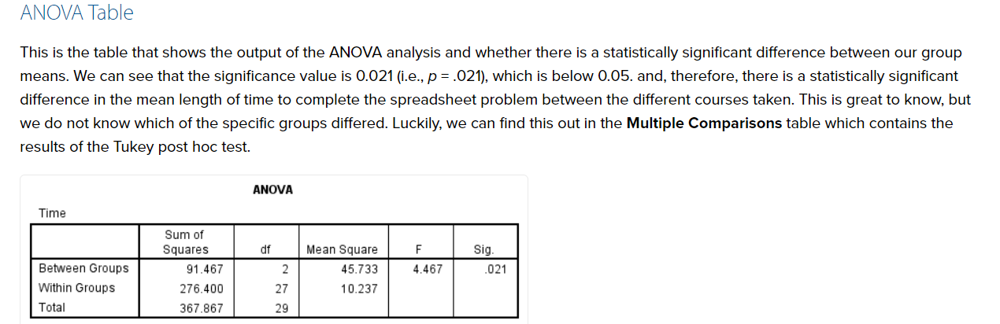 ANOVA Table
This is the table that shows the output of the ANOVA analysis and whether there is a statistically significant difference between our group
means. We can see that the significance value is 0.021 (i.e., p = .021), which is below 0.05. and, therefore, there is a statistically significant
difference in the mean length of time to complete the spreadsheet problem between the different courses taken. This is great to know, but
we do not know which of the specific groups differed. Luckily, we can find this out in the Multiple Comparisons table which contains the
results of the Tukey post hoc test.
ANOVA
Time
Sum of
Squares df Mean Square F Sig.
Between Groups 91.467 2 45.733 4.467 .021
Within Groups 276.400 27 10.237
Total 367.867 29